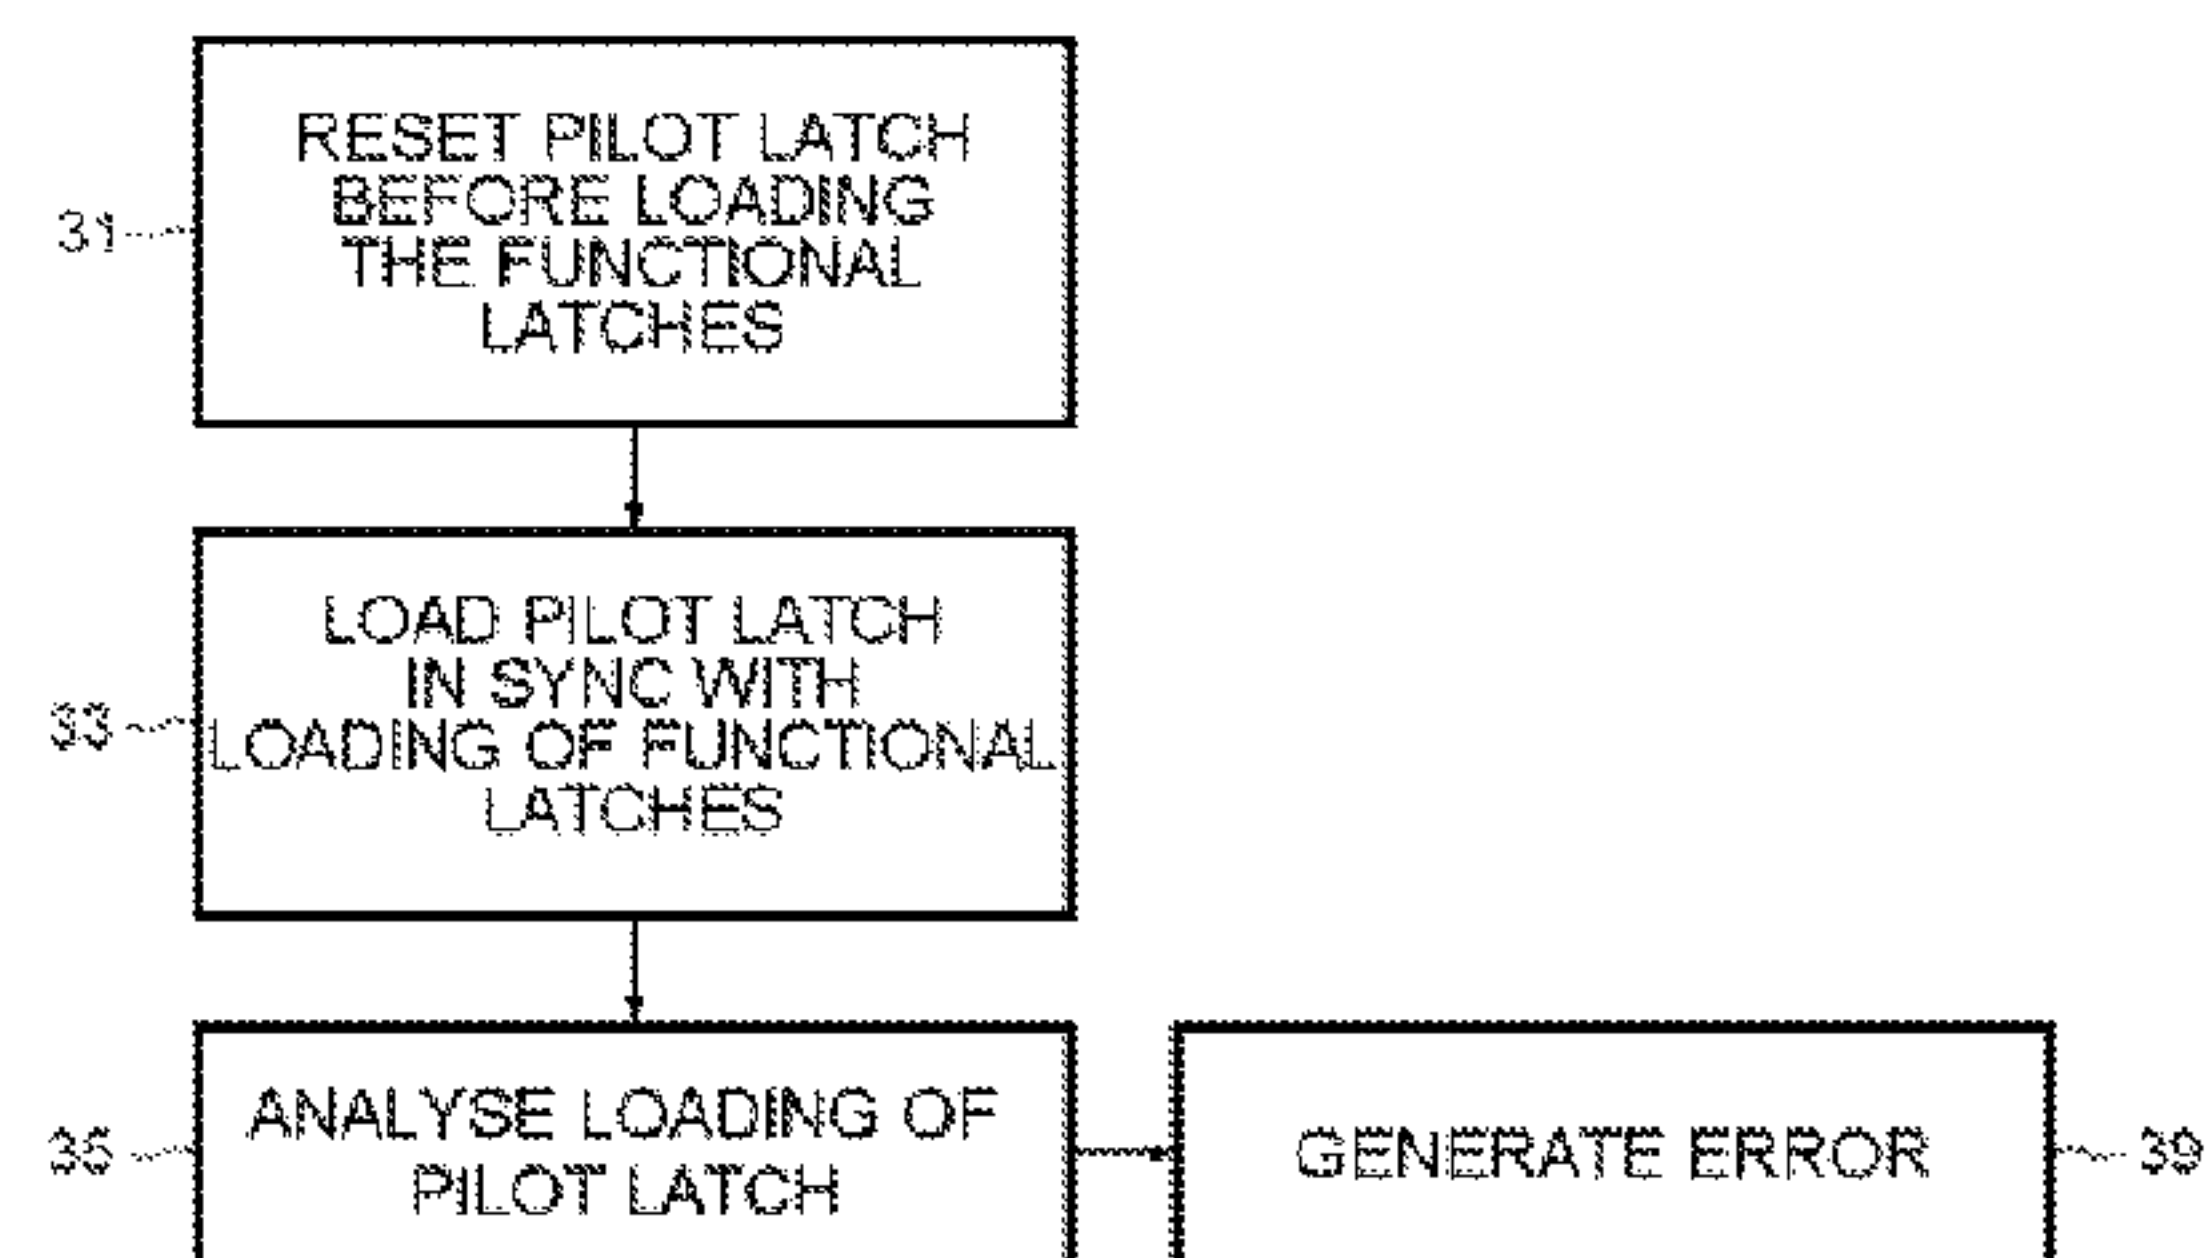 RESET PILOT LATCH
BEFORE LOADING
THE FUNCTIONAL
LATCHES
31
LOAD PILOT LATCH
IN SYNC WITH
LOADING OF FUNCTIONAL
LATCHES
33
ANALYSE LOADING OF
PILOT LATCH
35
GENERATE ERROR
39